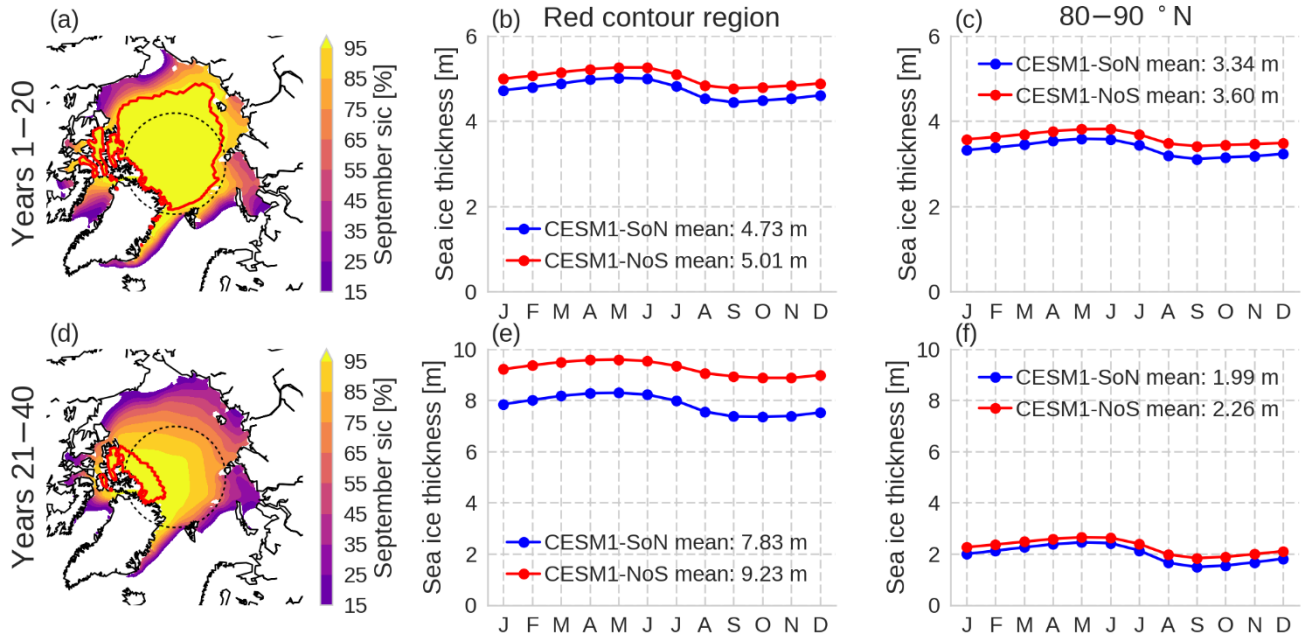 (a)
Years 1−20
95
85
75
65
55
45
35
25
15
September sic [%]
(b)
Red contour region
Sea ice thickness [m]
6
4
2
0
CESM1-SoN mean: 4.73 m
CESM1-NoS mean: 5.01 m
J F M A M J J A S O N D
(c)
80−90 °N
Sea ice thickness [m]
6
4
2
0
CESM1-SoN mean: 3.34 m
CESM1-NoS mean: 3.60 m
J F M A M J J A S O N D
(d)
Years 21−40
95
85
75
65
55
45
35
25
15
September sic [%]
(e)
Sea ice thickness [m]
10
8
6
4
2
0
CESM1-SoN mean: 7.83 m
CESM1-NoS mean: 9.23 m
J F M A M J J A S O N D
(f)
Sea ice thickness [m]
10
8
6
4
2
0
CESM1-SoN mean: 1.99 m
CESM1-NoS mean: 2.26 m
J F M A M J J A S O N D